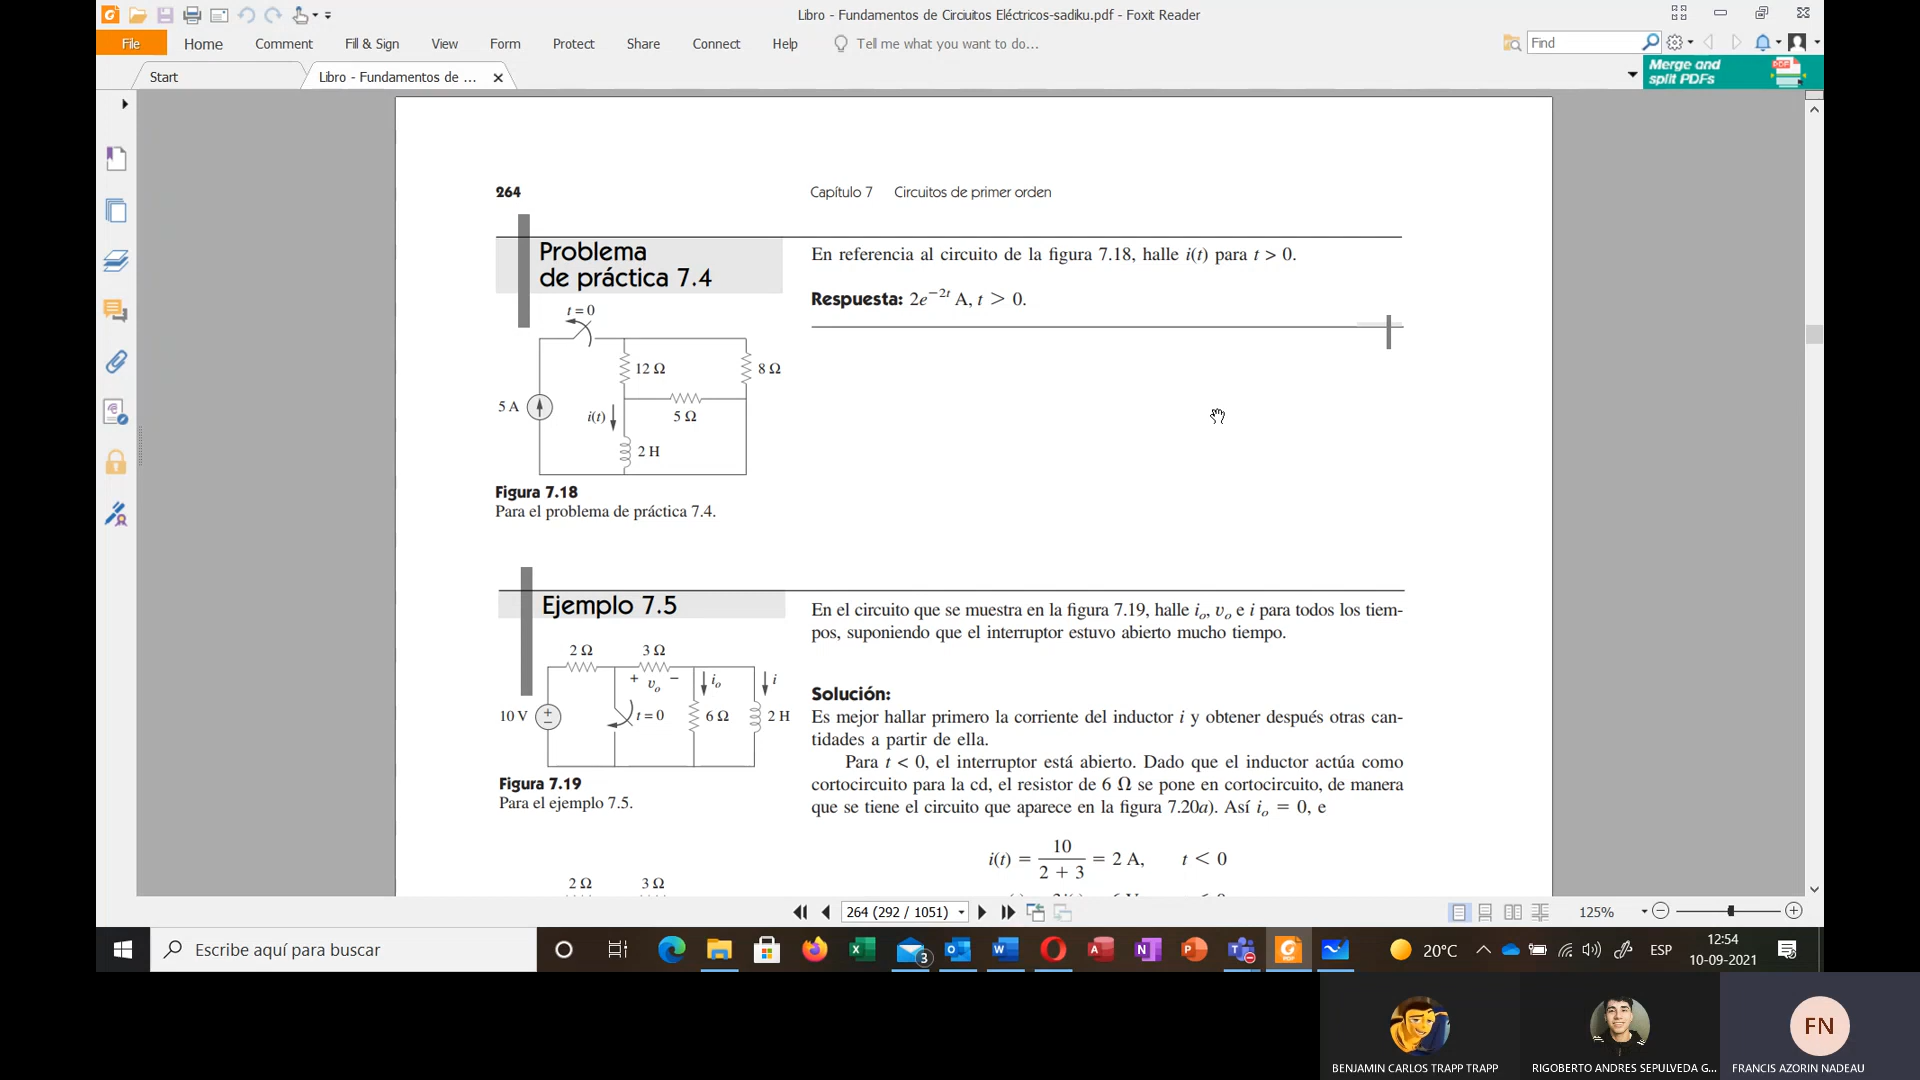 Libro - Fundamentos de Circiuitos Eléctricos-sadiku.pdf - Foxit Reader
File Home Comment Fill & Sign View Form Protect Share Connect Help Tell me what you want to do... Find
Start Libro - Fundamentos de ... Merge and
split PDFs
264 Capítulo 7 Circuitos de primer orden
Problema
de práctica 7.4
En referencia al circuito de la figura 7.18, halle i(t) para t > 0.
Respuesta: 2e⁻²ᵗ A, t > 0.
t = 0
12 Ω
8 Ω
5 A
i(t)
5 Ω
2 H
Figura 7.18
Para el problema de práctica 7.4.
Ejemplo 7.5
En el circuito que se muestra en la figura 7.19, halle iₒ, vₒ e i para todos los tiem-
pos, suponiendo que el interruptor estuvo abierto mucho tiempo.
2 Ω 3 Ω
+ vₒ − iₒ i
10 V + − t = 0 6 Ω 2 H
Figura 7.19
Para el ejemplo 7.5.
Solución:
Es mejor hallar primero la corriente del inductor i y obtener después otras can-
tidades a partir de ella.
Para t < 0, el interruptor está abierto. Dado que el inductor actúa como
cortocircuito para la cd, el resistor de 6 Ω se pone en cortocircuito, de manera
que se tiene el circuito que aparece en la figura 7.20a). Así iₒ = 0, e
i(t) = 10 / (2 + 3) = 2 A, t < 0
2 Ω 3 Ω
264 (292 / 1051) 125%
Escribe aquí para buscar 3 20°C ESP 12:54
10-09-2021
FN
BENJAMIN CARLOS TRAPP TRAPP RIGOBERTO ANDRES SEPULVEDA G... FRANCIS AZORIN NADEAU